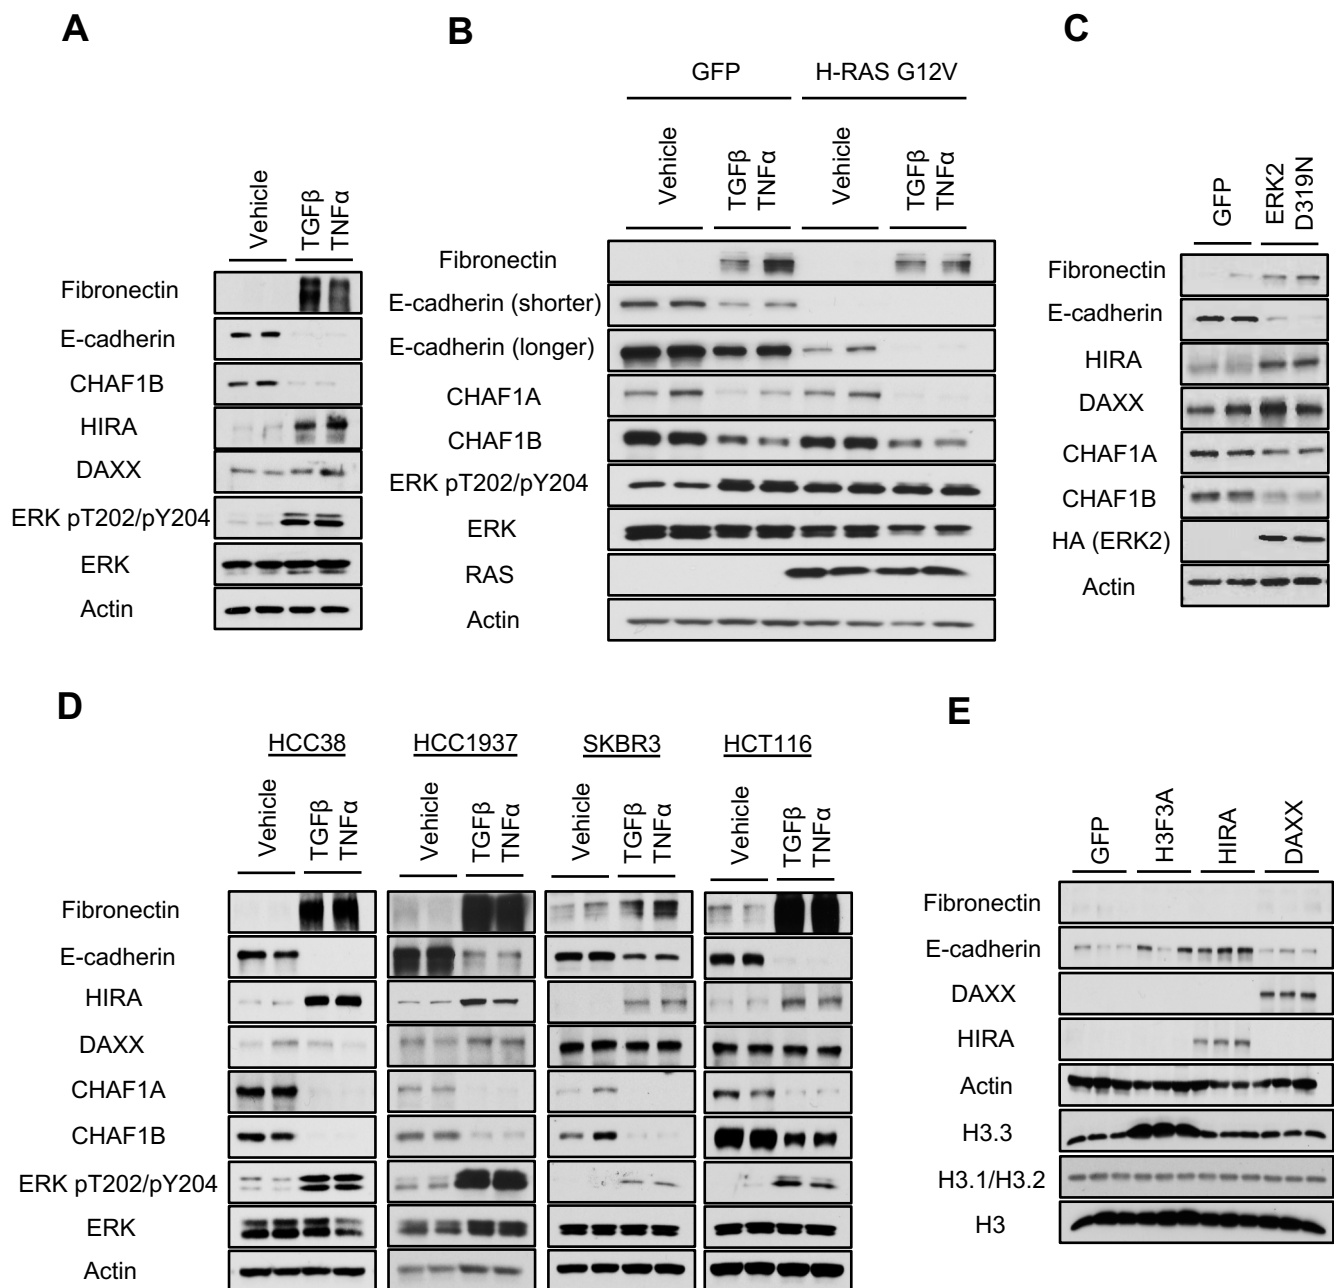 A
Vehicle
TGFβ
TNFα
Fibronectin
E-cadherin
CHAF1B
HIRA
DAXX
ERK pT202/pY204
ERK
Actin
B
GFP
H-RAS G12V
Vehicle
TGFβ
TNFα
Vehicle
TGFβ
TNFα
Fibronectin
E-cadherin (shorter)
E-cadherin (longer)
CHAF1A
CHAF1B
ERK pT202/pY204
ERK
RAS
Actin
C
GFP
ERK2
D319N
Fibronectin
E-cadherin
HIRA
DAXX
CHAF1A
CHAF1B
HA (ERK2)
Actin
D
HCC38
HCC1937
SKBR3
HCT116
Vehicle
TGFβ
TNFα
Vehicle
TGFβ
TNFα
Vehicle
TGFβ
TNFα
Vehicle
TGFβ
TNFα
Fibronectin
E-cadherin
HIRA
DAXX
CHAF1A
CHAF1B
ERK pT202/pY204
ERK
Actin
E
GFP
H3F3A
HIRA
DAXX
Fibronectin
E-cadherin
DAXX
HIRA
Actin
H3.3
H3.1/H3.2
H3